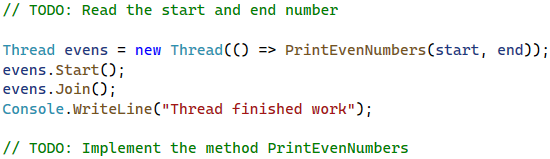 // TODO: Read the start and end number
Thread evens = new Thread(() => PrintEvenNumbers(start, end));
evens.Start();
evens.Join();
Console.WriteLine("Thread finished work");
// TODO: Implement the method PrintEvenNumbers